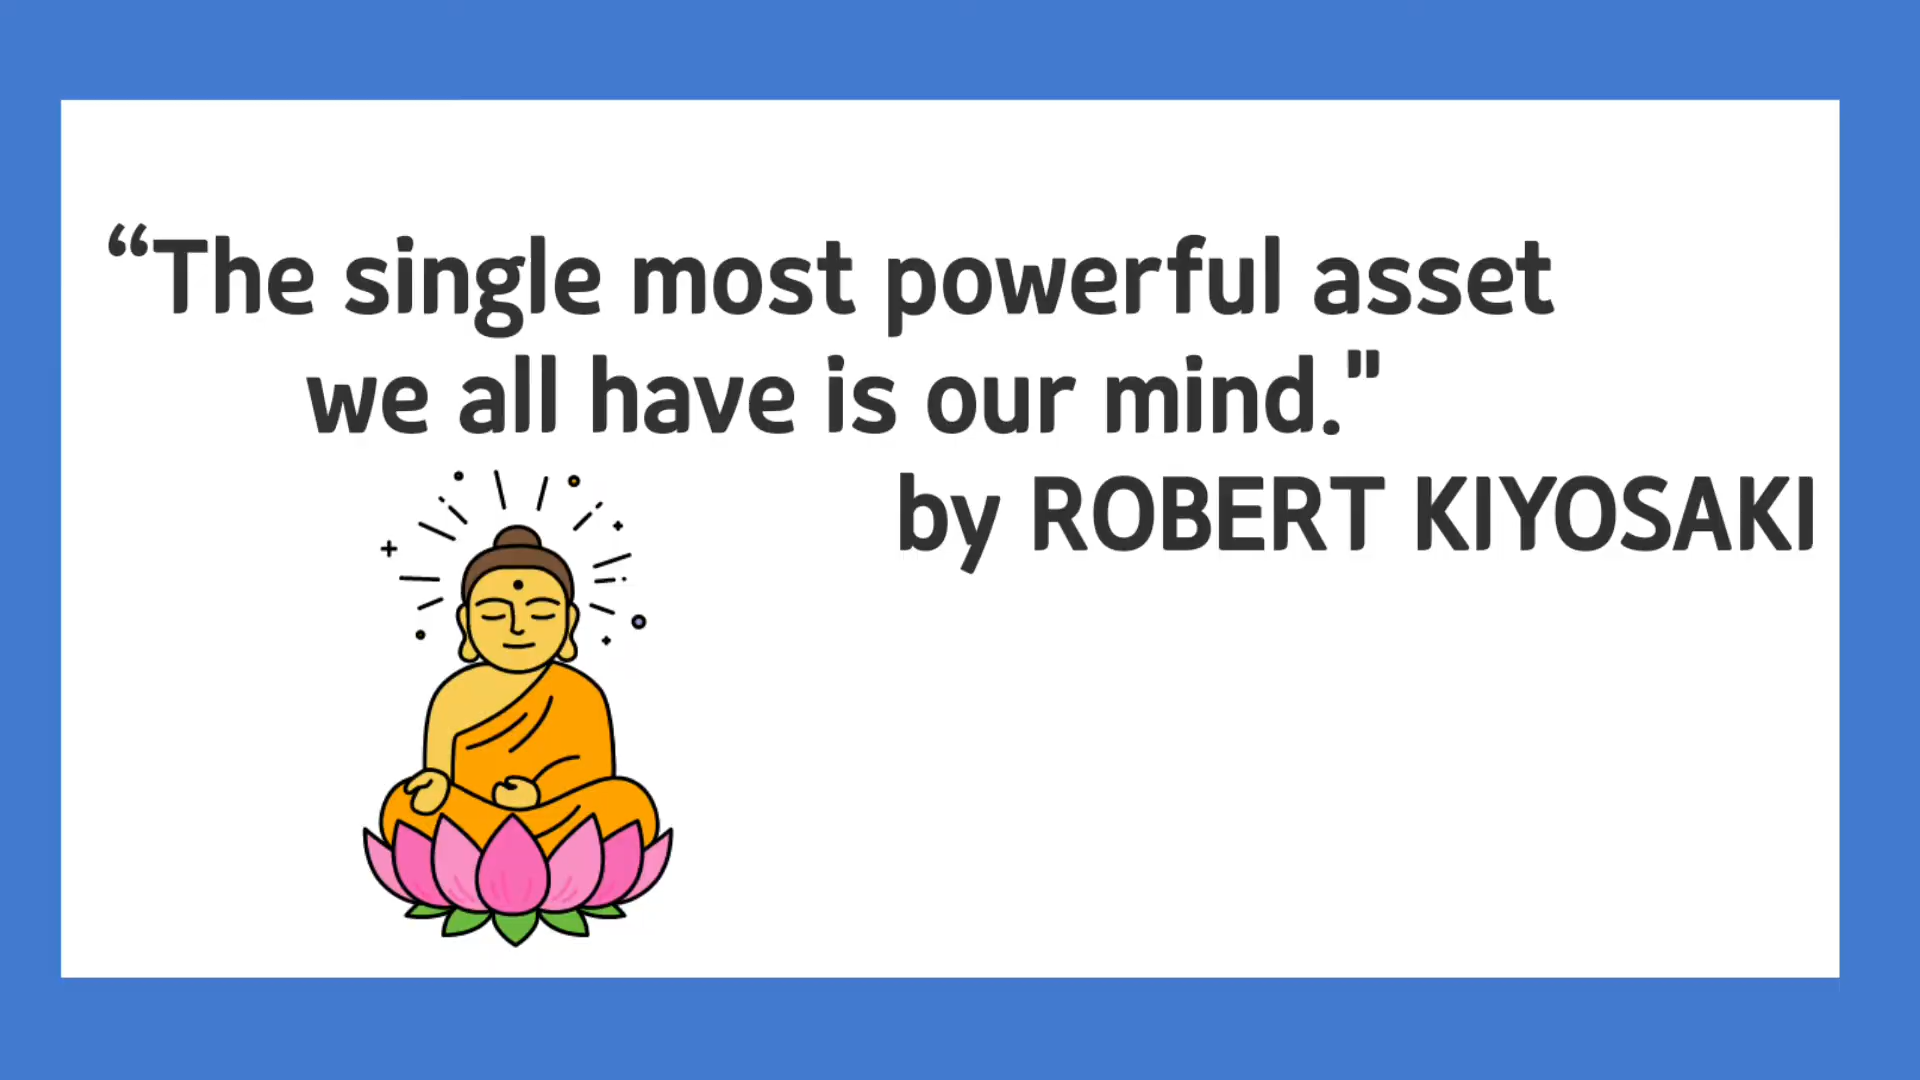 “The single most powerful asset
we all have is our mind."
by ROBERT KIYOSAKI